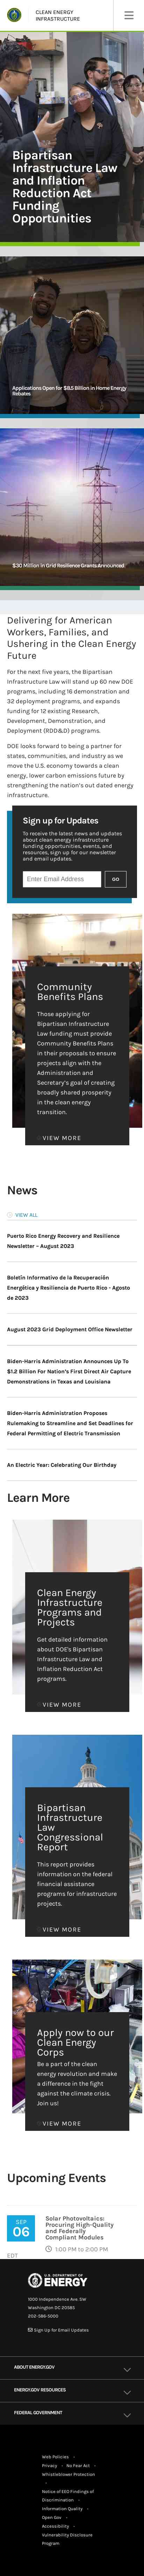 CLEAN ENERGY
INFRASTRUCTURE
Bipartisan
Infrastructure Law
and Inflation
Reduction Act
Funding
Opportunities
Applications Open for $8.5 Billion in Home Energy
Rebates
$30 Million in Grid Resilience Grants Announced
Delivering for American
Workers, Families, and
Ushering in the Clean Energy
Future
For the next five years, the Bipartisan
Infrastructure Law will stand up 60 new DOE
programs, including 16 demonstration and
32 deployment programs, and expands
funding for 12 existing Research,
Development, Demonstration, and
Deployment (RDD&D) programs.
DOE looks forward to being a partner for
states, communities, and industry as we
move the U.S. economy towards a clean
energy, lower carbon emissions future by
strengthening the nation's out dated energy
infrastructure.
Sign up for Updates
To receive the latest news and updates
about clean energy infrastructure
funding opportunities, events, and
resources, sign up for our newsletter
and email updates.
Enter Email Address
GO
Community
Benefits Plans
Those applying for
Bipartisan Infrastructure
Law funding must provide
Community Benefits Plans
in their proposals to ensure
projects align with the
Administration and
Secretary's goal of creating
broadly shared prosperity
in the clean energy
transition.
VIEW MORE
News
VIEW ALL
Puerto Rico Energy Recovery and Resilience
Newsletter – August 2023
Boletín Informativo de la Recuperación
Energética y Resiliencia de Puerto Rico - Agosto
de 2023
August 2023 Grid Deployment Office Newsletter
Biden-Harris Administration Announces Up To
$1.2 Billion For Nation's First Direct Air Capture
Demonstrations in Texas and Louisiana
Biden-Harris Administration Proposes
Rulemaking to Streamline and Set Deadlines for
Federal Permitting of Electric Transmission
An Electric Year: Celebrating Our Birthday
Learn More
Clean Energy
Infrastructure
Programs and
Projects
Get detailed information
about DOE's Bipartisan
Infrastructure Law and
Inflation Reduction Act
programs.
VIEW MORE
Bipartisan
Infrastructure
Law
Congressional
Report
This report provides
information on the federal
financial assistance
programs for infrastructure
projects.
VIEW MORE
Apply now to our
Clean Energy
Corps
Be a part of the clean
energy revolution and make
a difference in the fight
against the climate crisis.
Join us!
VIEW MORE
Upcoming Events
SEP
06
Solar Photovoltaics:
Procuring High-Quality
and Federally
Compliant Modules
1:00 PM to 2:00 PM
EDT
U.S. DEPARTMENT OF
ENERGY
1000 Independence Ave. SW
Washington DC 20585
202-586-5000
Sign Up for Email Updates
ABOUT ENERGY.GOV
ENERGY.GOV RESOURCES
FEDERAL GOVERNMENT
Web Policies •
Privacy • No Fear Act •
Whistleblower Protection
•
Notice of EEO Findings of
Discrimination •
Information Quality •
Open Gov •
Accessibility •
Vulnerability Disclosure
Program